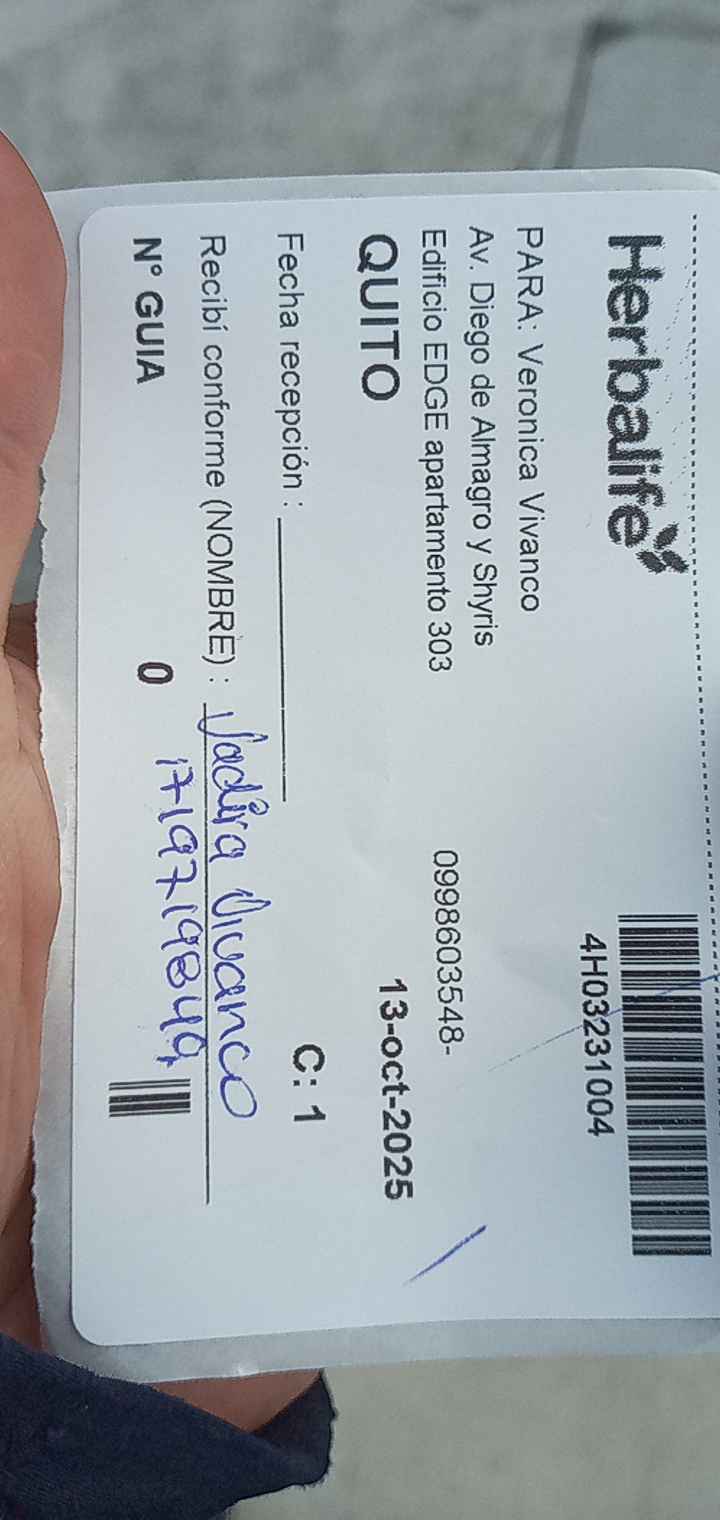 Herbalife
4H03231004
PARA: Veronica Vivanco
Av. Diego de Almagro y Shyris
Edificio EDGE apartamento 303 0998603548-
QUITO 13-oct-2025
Fecha recepción : C: 1
Recibí conforme (NOMBRE) : Jadira Vivanco
N° GUIA 0 1719719849